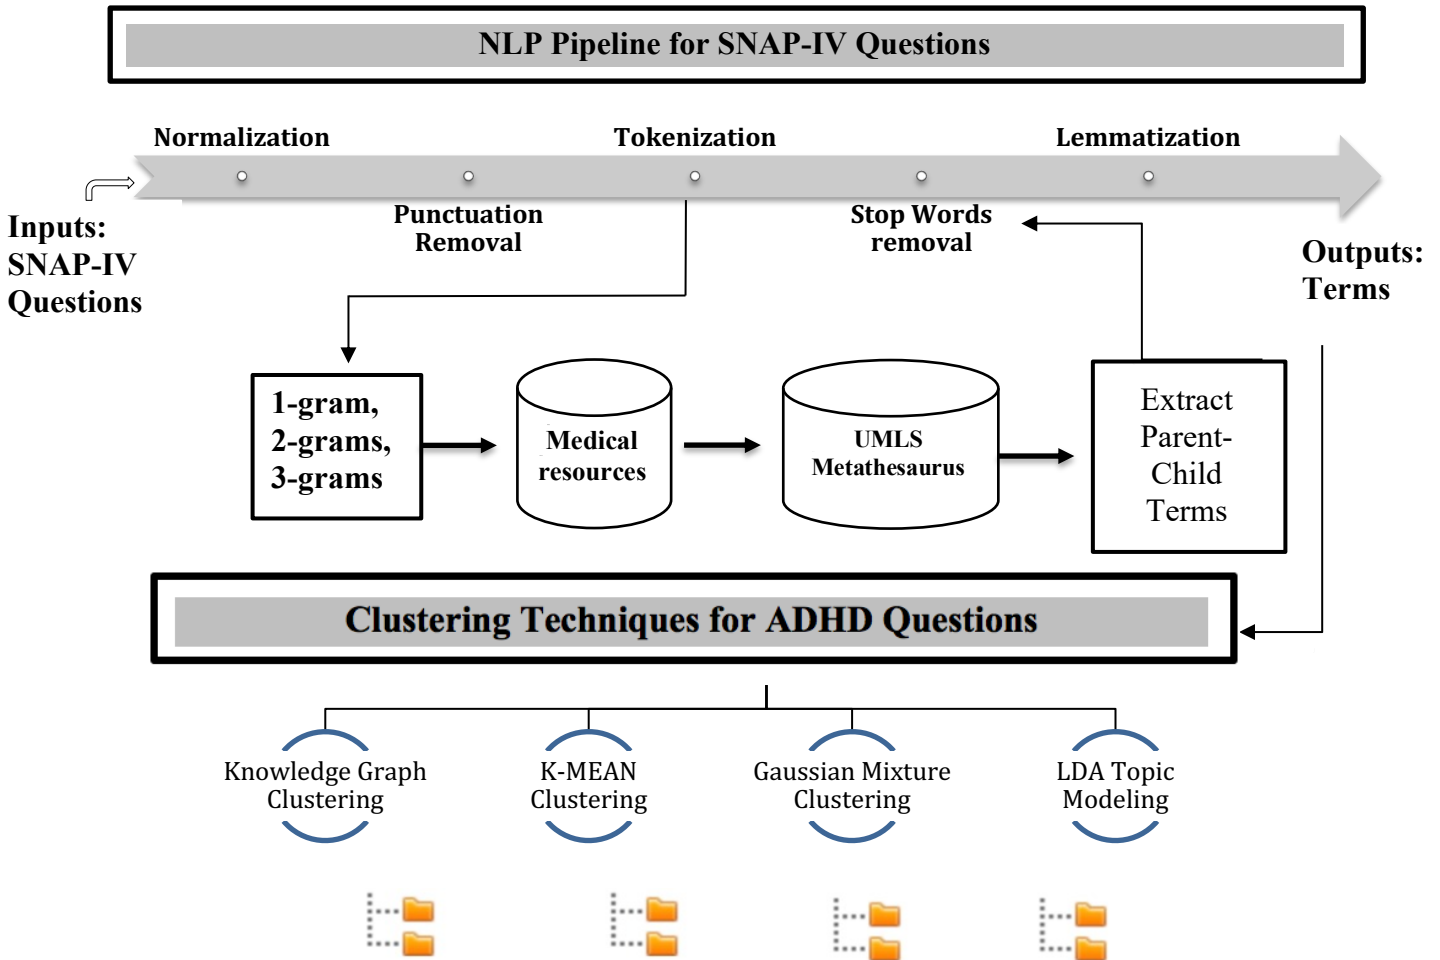 NLP Pipeline for SNAP-IV Questions
Normalization
Tokenization
Lemmatization
Punctuation
Removal
Stop Words
removal
Inputs:
SNAP-IV
Questions
Outputs:
Terms
1-gram,
2-grams,
3-grams
Medical
resources
UMLS
Metathesaurus
Extract
Parent-
Child
Terms
Clustering Techniques for ADHD Questions
Knowledge Graph
Clustering
K-MEAN
Clustering
Gaussian Mixture
Clustering
LDA Topic
Modeling